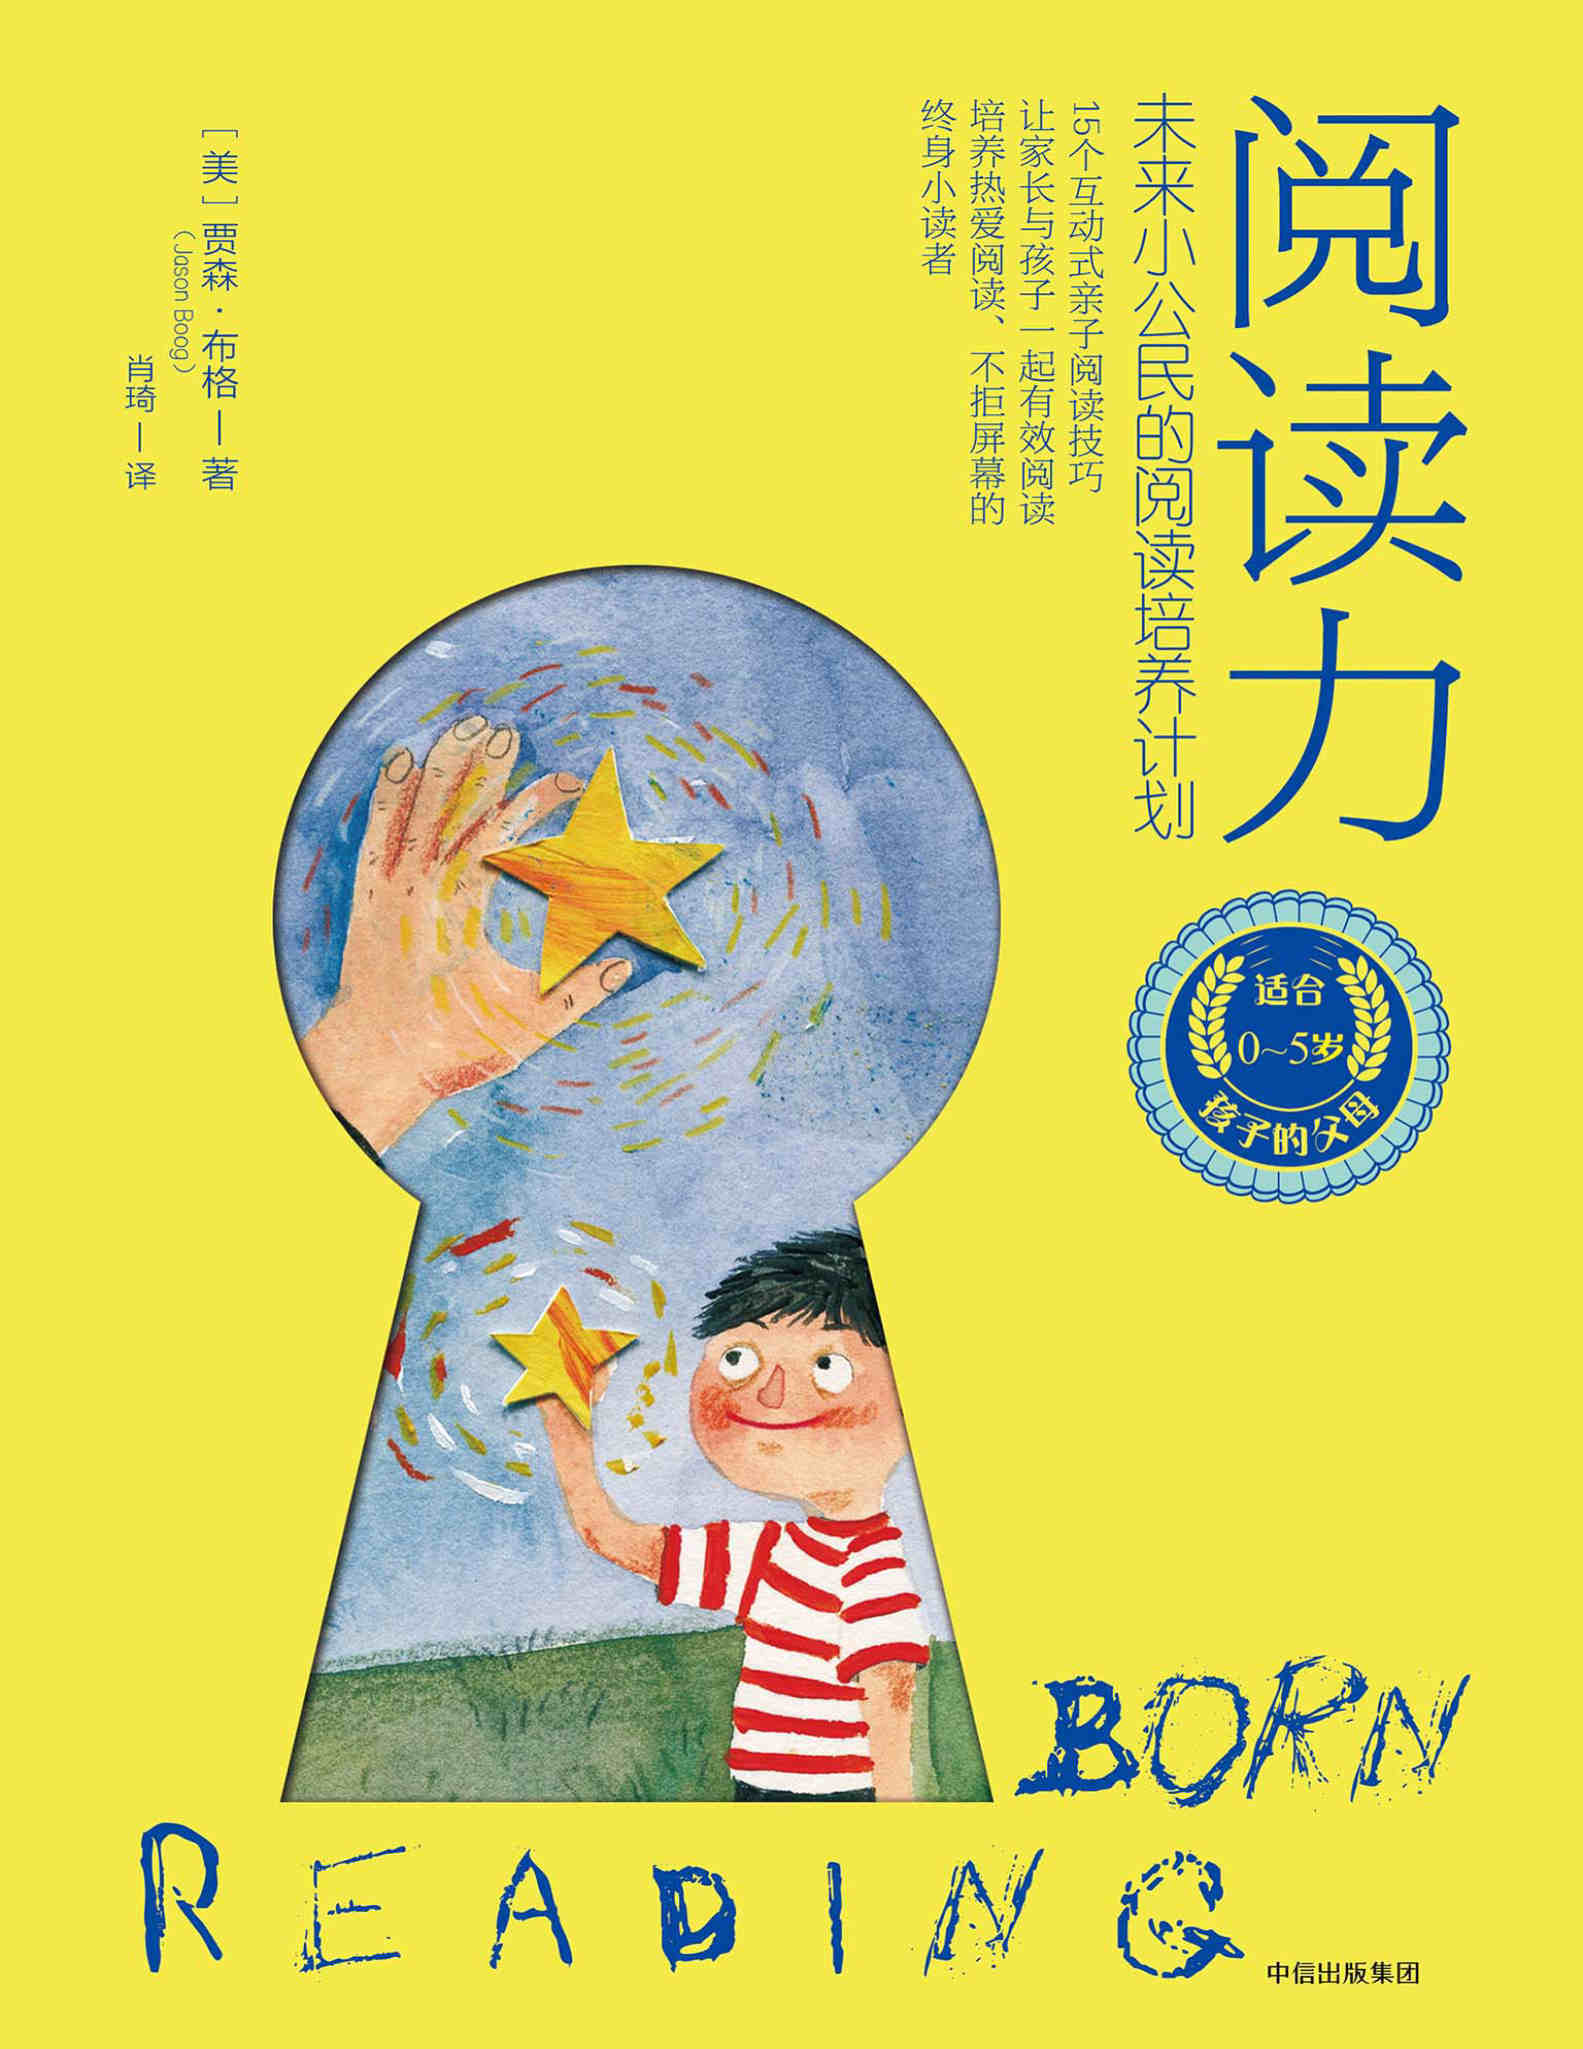 阅读力
未来小公民的阅读培养计划
15个互动式亲子阅读技巧
让家长与孩子一起有效阅读
培养热爱阅读、不拒屏幕的
终身小读者
[美]贾森·布格—著
(Jason Boog)
肖琦—译
适合
0~5岁
孩子的父母
BORN
READING
中信出版集团